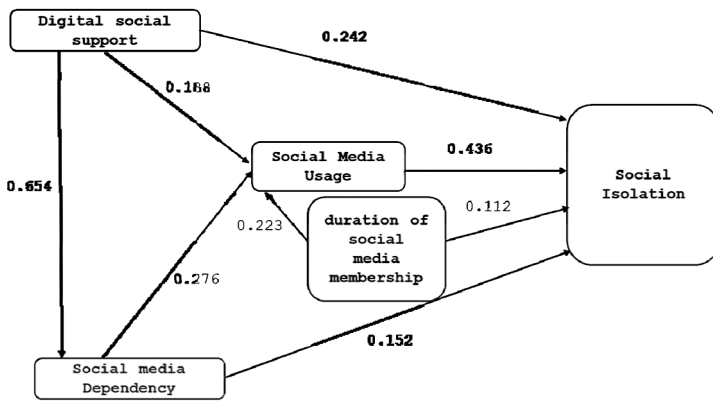 Digital social
support
0.242
0.188
Social Media
Usage
0.436
Social
Isolation
0.654
0.223
duration of
social
media
membership
0.112
0.276
0.152
Social media
Dependency